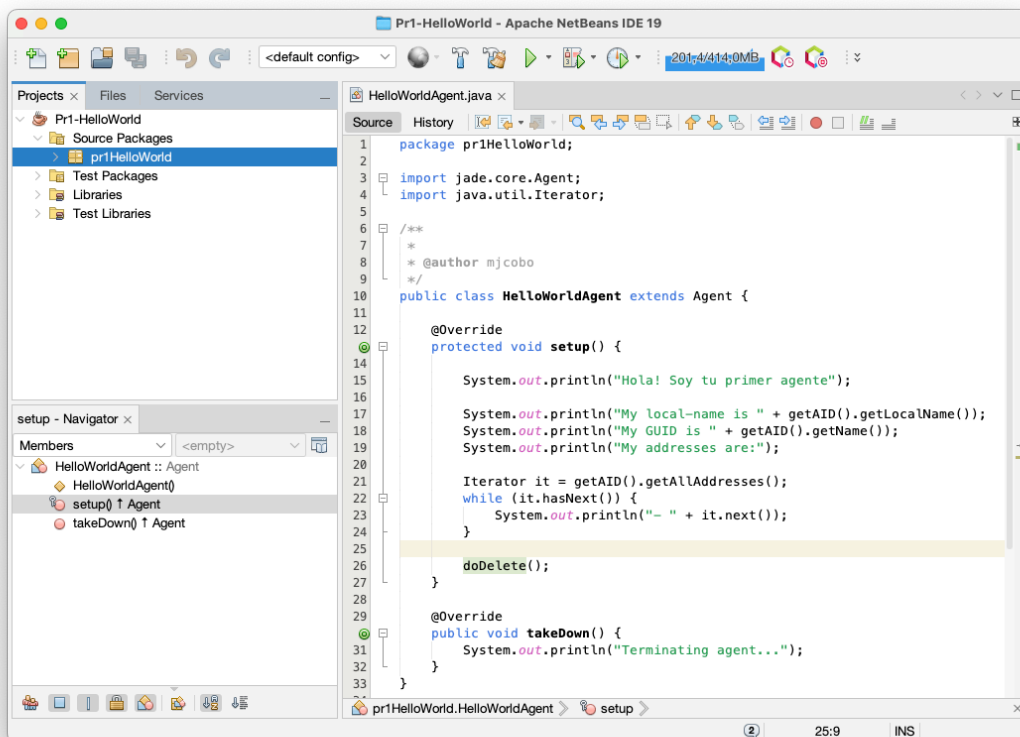 Pr1-HelloWorld - Apache NetBeans IDE 19
<default config>
201,4/414,0MB
Projects
Files
Services
Pr1-HelloWorld
Source Packages
pr1HelloWorld
Test Packages
Libraries
Test Libraries
setup - Navigator
Members
<empty>
HelloWorldAgent :: Agent
HelloWorldAgent()
setup() ↑ Agent
takeDown() ↑ Agent
HelloWorldAgent.java
Source History
1 package pr1HelloWorld;
2
3 import jade.core.Agent;
4 import java.util.Iterator;
5
6 /**
7 *
8 * @author mjcobo
9 */
10 public class HelloWorldAgent extends Agent {
11
12 @Override
protected void setup() {
14
15 System.out.println("Hola! Soy tu primer agente");
16
17 System.out.println("My local-name is " + getAID().getLocalName());
18 System.out.println("My GUID is " + getAID().getName());
19 System.out.println("My addresses are:");
20
21 Iterator it = getAID().getAllAddresses();
22 while (it.hasNext()) {
23 System.out.println("- " + it.next());
24 }
25
26 doDelete();
27 }
28
29 @Override
public void takeDown() {
31 System.out.println("Terminating agent...");
32 }
33 }
pr1HelloWorld.HelloWorldAgent
setup
2
25:9
INS